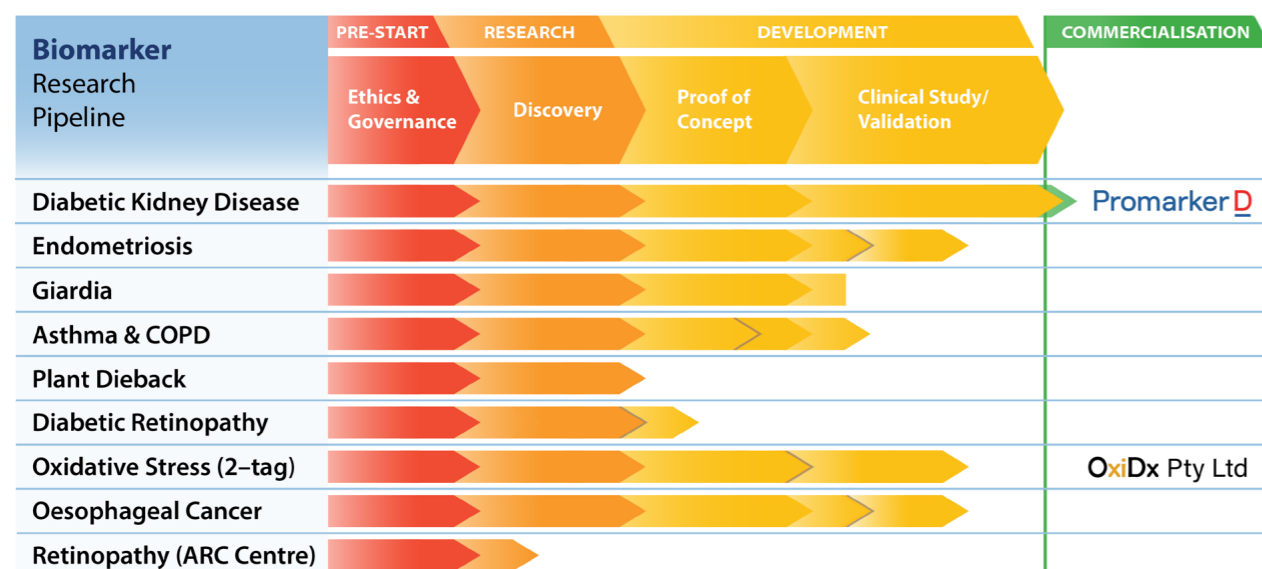 Biomarker
Research
Pipeline
PRE-START
RESEARCH
DEVELOPMENT
COMMERCIALISATION
Ethics &
Governance
Discovery
Proof of
Concept
Clinical Study/
Validation
Diabetic Kidney Disease
Promarker D
Endometriosis
Giardia
Asthma & COPD
Plant Dieback
Diabetic Retinopathy
Oxidative Stress (2–tag)
OxiDx Pty Ltd
Oesophageal Cancer
Retinopathy (ARC Centre)